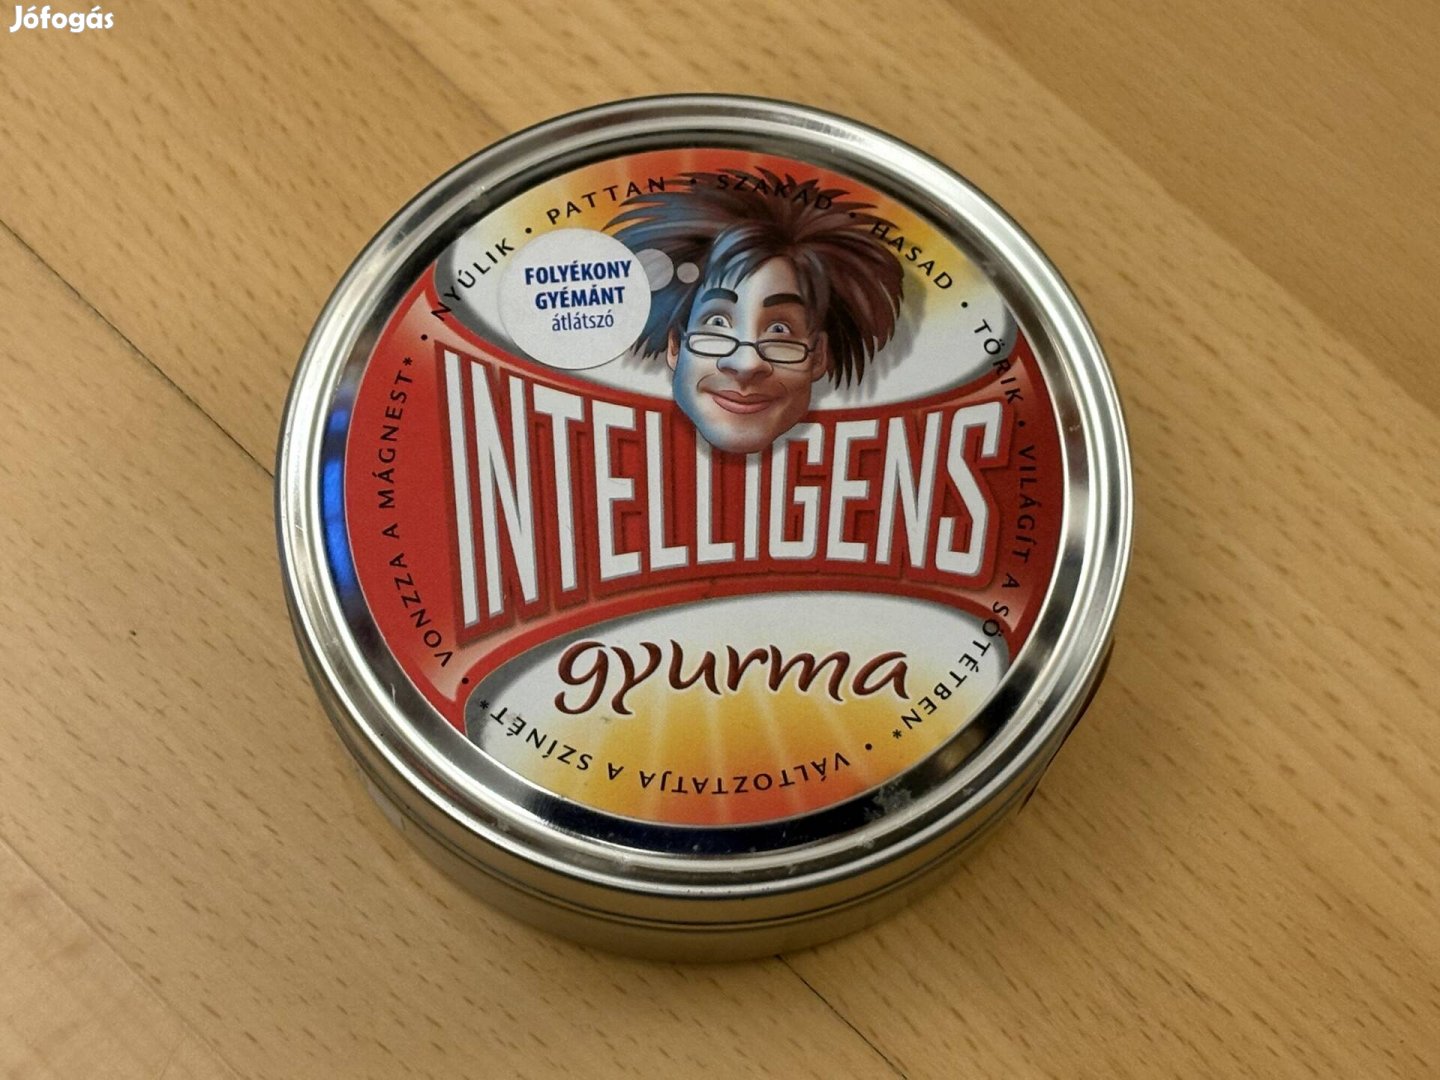 Jófogás
NYÚLIK • PATTAN • SZAKAD • HASAD • TÖRIK • VILÁGÍT A SÖTÉTBEN* • VÁLTOZTATJA A SZÍNÉT* • VONZZA A MÁGNEST* •
FOLYÉKONY
GYÉMÁNT
átlátszó
INTELLIGENS
gyurma